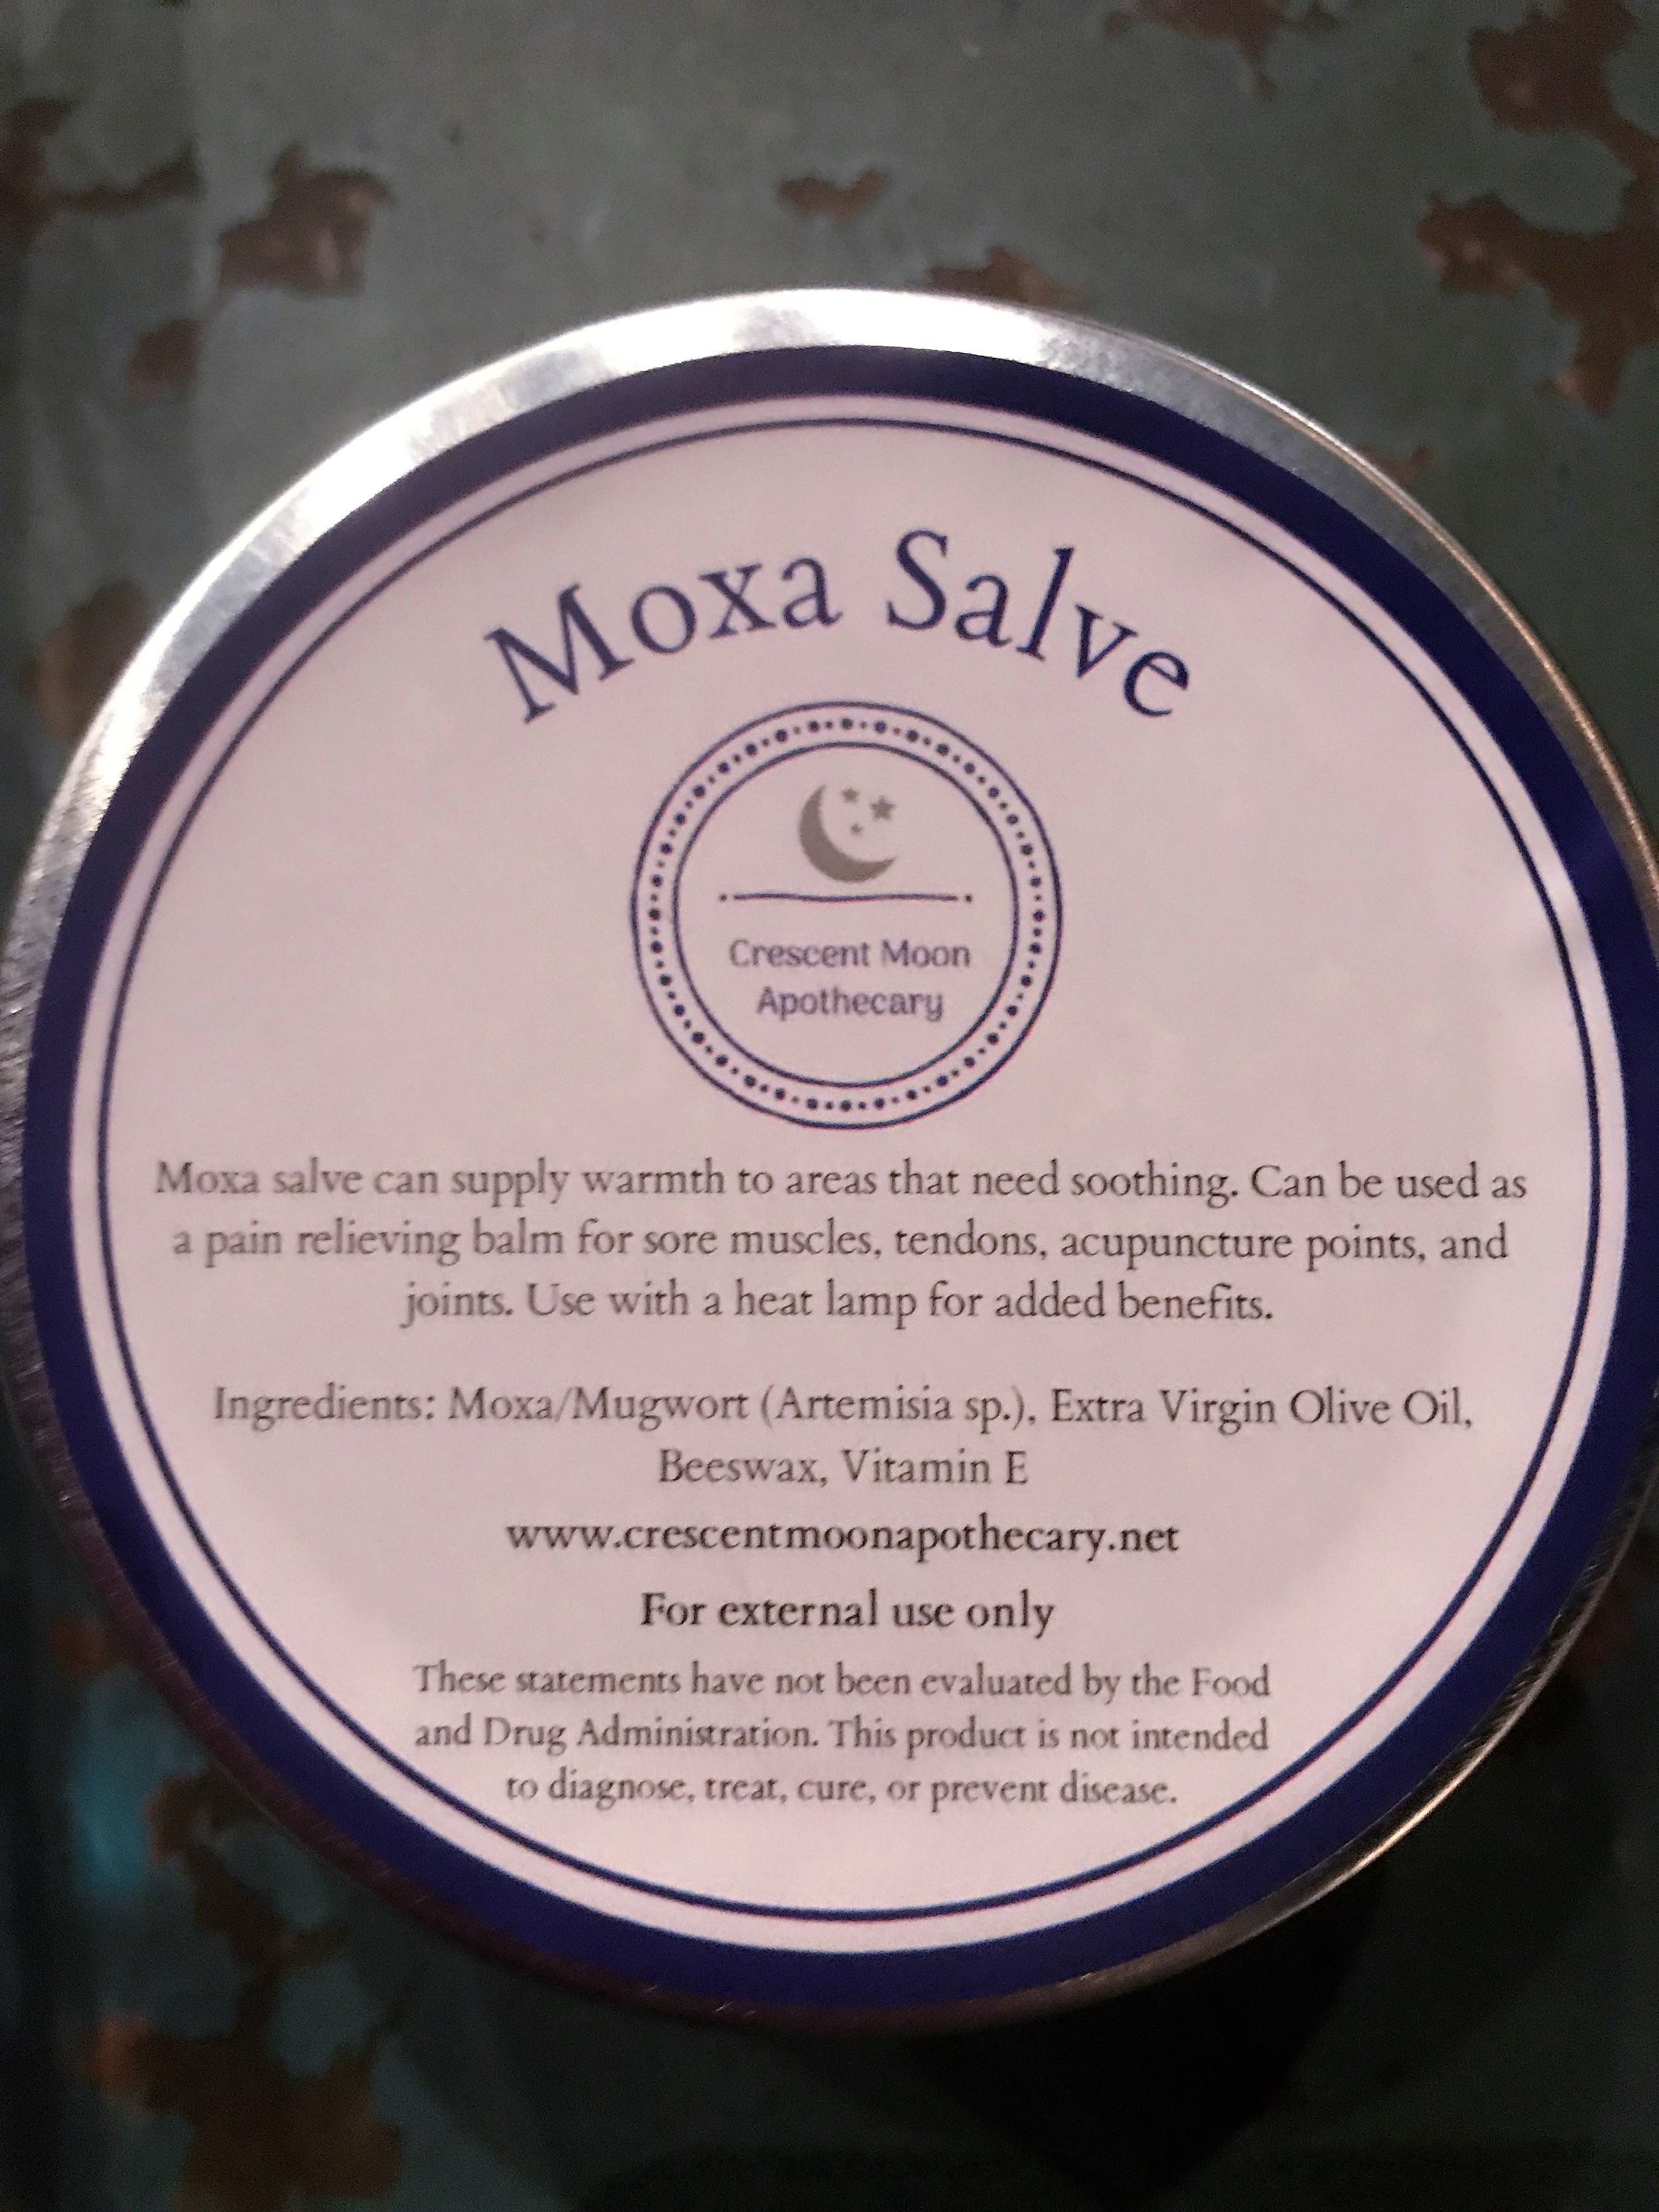 Moxa Salve
Crescent Moon
Apothecary
Moxa salve can supply warmth to areas that need soothing. Can be used as
a pain relieving balm for sore muscles, tendons, acupuncture points, and
joints. Use with a heat lamp for added benefits.
Ingredients: Moxa/Mugwort (Artemisia sp.), Extra Virgin Olive Oil,
Beeswax, Vitamin E
www.crescentmoonapothecary.net
For external use only
These statements have not been evaluated by the Food
and Drug Administration. This product is not intended
to diagnose, treat, cure, or prevent disease.